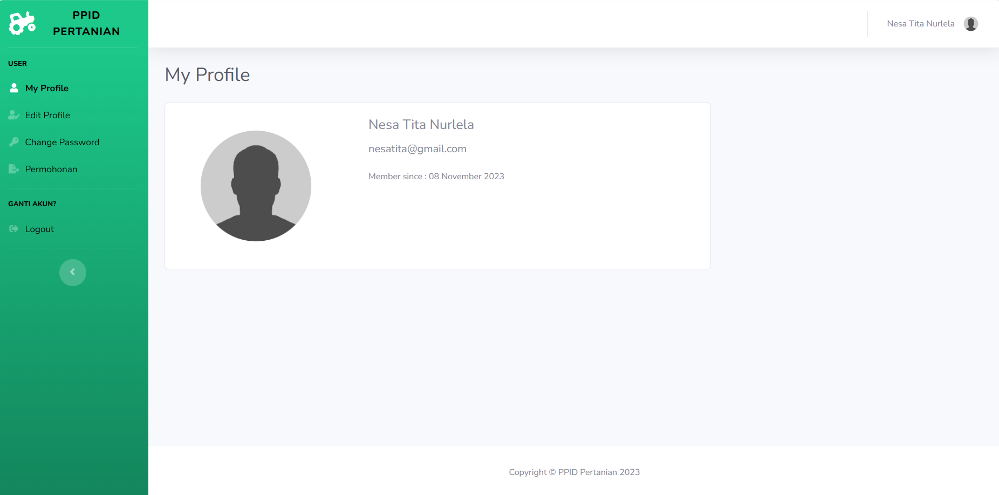 PPID
PERTANIAN
USER
My Profile
Edit Profile
Change Password
Permohonan
GANTI AKUN?
Logout
Nesa Tita Nurlela
My Profile
Nesa Tita Nurlela
nesatita@gmail.com
Member since : 08 November 2023
Copyright © PPID Pertanian 2023